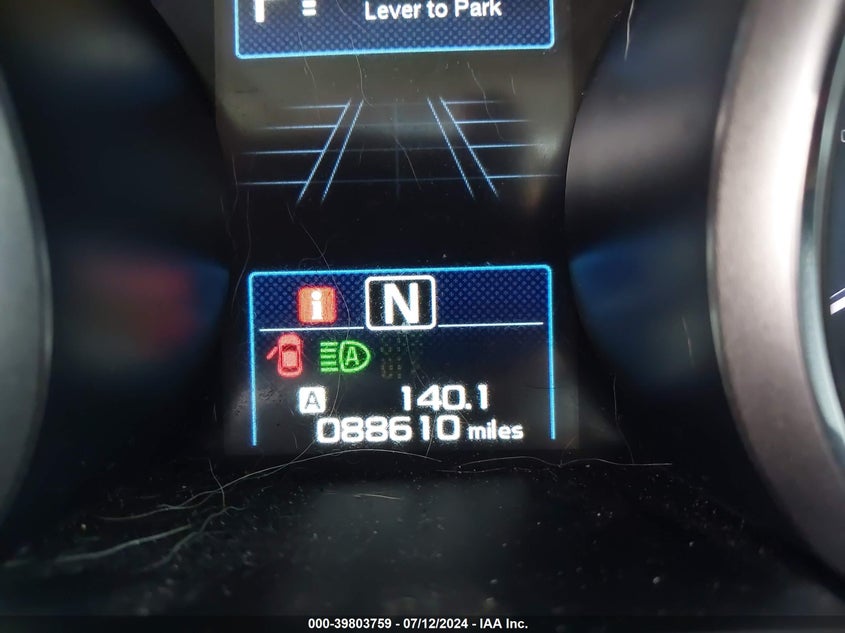 Lever to Park
i
N
A
A 140.1
088610 miles
000-39803759 - 07/12/2024 - IAA Inc.